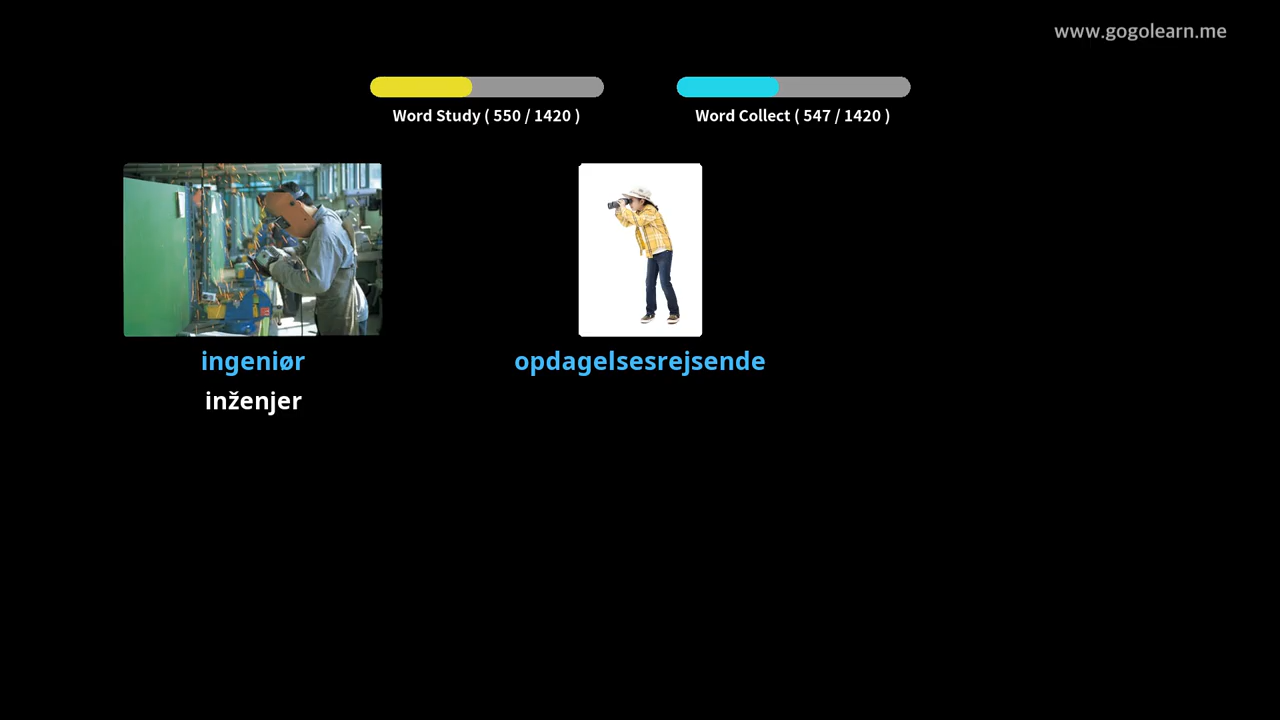 www.gogolearn.me
Word Study ( 550 / 1420 )
Word Collect ( 547 / 1420 )
ingeniør
inženjer
opdagelsesrejsende